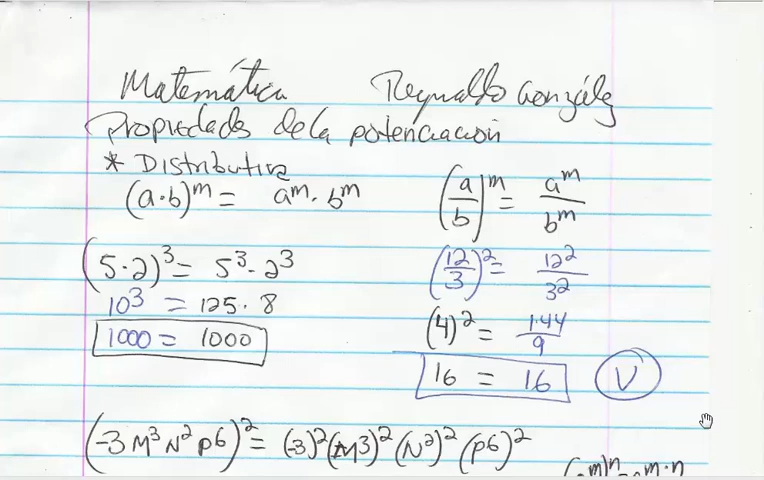 Matemática Reynaldo González
Propiedades de la potenciación
* Distributiva
(a·b)^m = a^m · b^m
(a/b)^m = a^m/b^m
(5·2)^3 = 5^3 · 2^3
10^3 = 125 · 8
1000 = 1000
(12/3)^2 = 12^2/3^2
(4)^2 = 144/9
16 = 16 V
(-3 M^3 N^2 P^6)^2 = (-3)^2 (M^3)^2 (N^2)^2 (P^6)^2
(a^m)^n = a^m·n